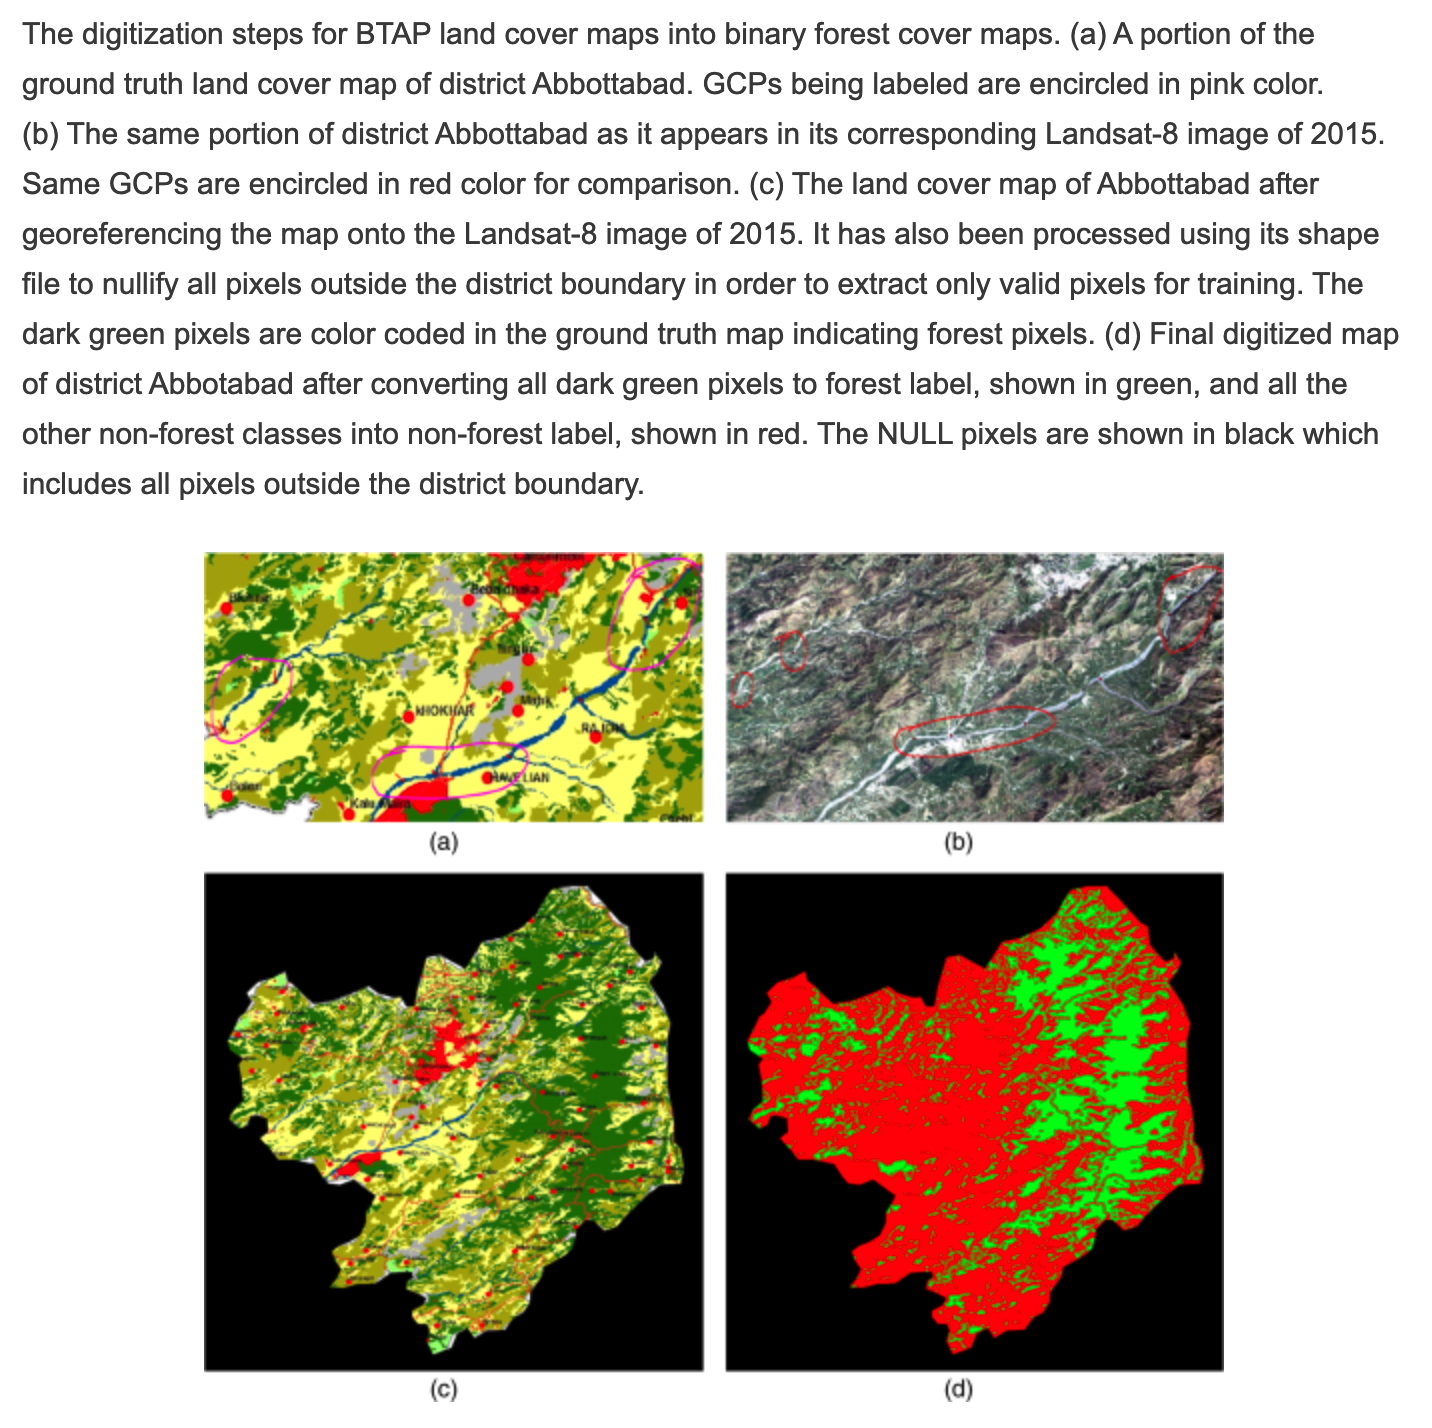 The digitization steps for BTAP land cover maps into binary forest cover maps. (a) A portion of the
ground truth land cover map of district Abbottabad. GCPs being labeled are encircled in pink color.
(b) The same portion of district Abbottabad as it appears in its corresponding Landsat-8 image of 2015.
Same GCPs are encircled in red color for comparison. (c) The land cover map of Abbottabad after
georeferencing the map onto the Landsat-8 image of 2015. It has also been processed using its shape
file to nullify all pixels outside the district boundary in order to extract only valid pixels for training. The
dark green pixels are color coded in the ground truth map indicating forest pixels. (d) Final digitized map
of district Abbotabad after converting all dark green pixels to forest label, shown in green, and all the
other non-forest classes into non-forest label, shown in red. The NULL pixels are shown in black which
includes all pixels outside the district boundary.
KHOKHAR
HAVELIAN
(a)
(b)
(c)
(d)